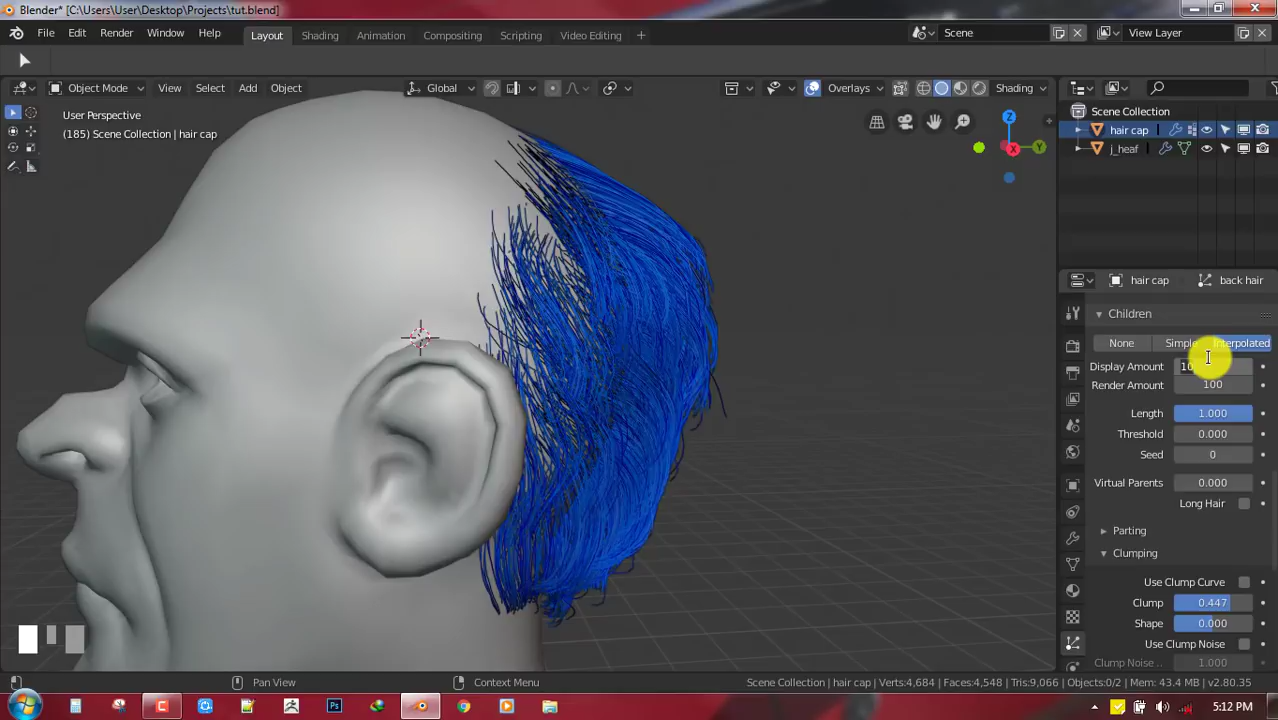 Blender* [C:\Users\User\Desktop\Projects\tut.blend]
File Edit Render Window Help Layout Shading Animation Compositing Scripting Video Editing + Scene View Layer
Object Mode View Select Add Object Global Overlays Shading
User Perspective
(185) Scene Collection | hair cap
Z
X
Y
Scene Collection
hair cap
j_heaf
hair cap back hair
Children
None Simple Interpolated
Display Amount 10
Render Amount 100
Length 1.000
Threshold 0.000
Seed 0
Virtual Parents 0.000
Long Hair
Parting
Clumping
Use Clump Curve
Clump 0.447
Shape 0.000
Use Clump Noise
Clump Noise .. 1.000
Pan View Context Menu Scene Collection | hair cap | Verts:4,684 | Faces:4,548 | Tris:9,066 | Objects:0/2 | Mem: 43.4 MB | v2.80.35
5:12 PM